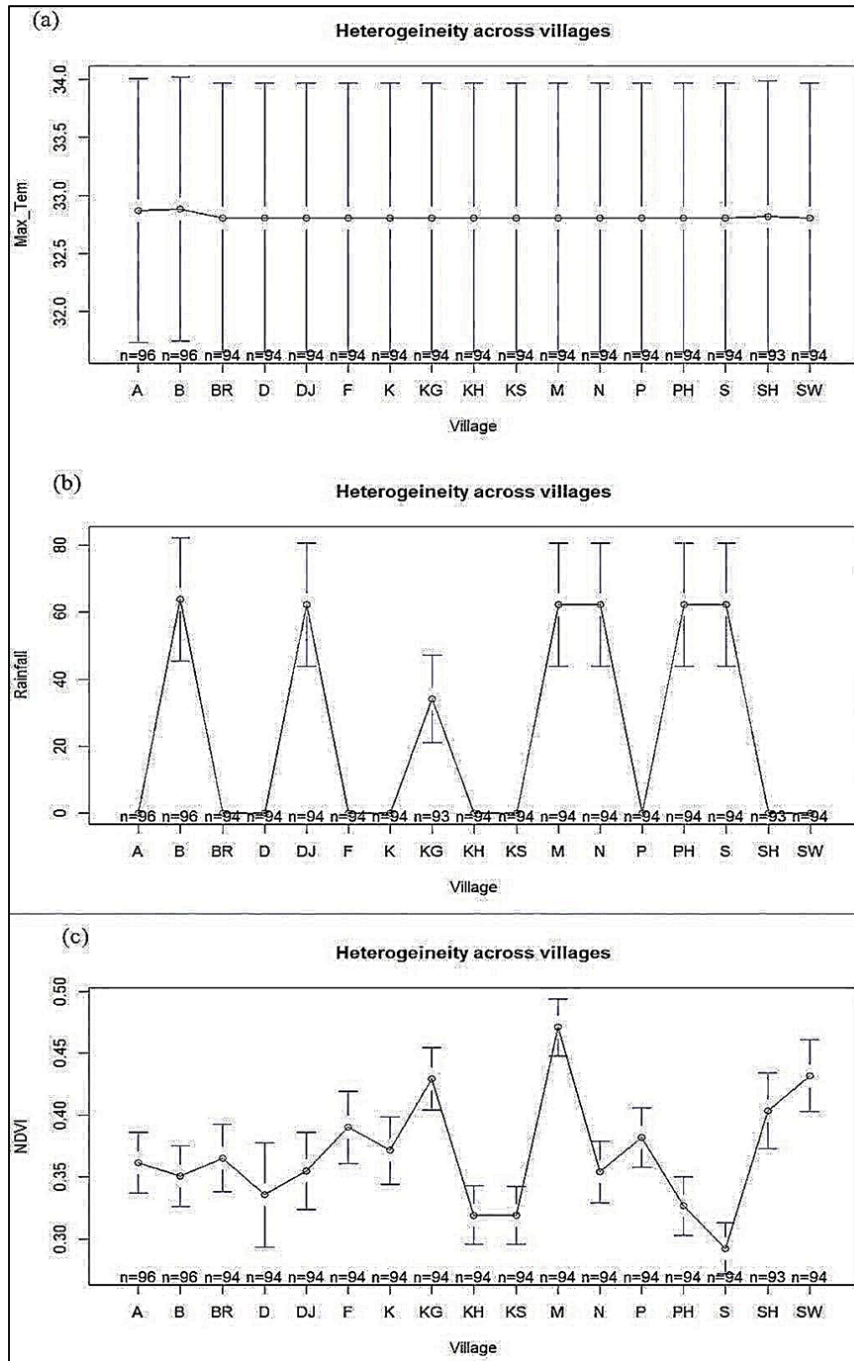 (a)
Heterogeineity across villages
Max_Tem
34.0
33.5
33.0
32.5
32.0
n=96 n=96 n=94 n=94 n=94 n=94 n=94 n=94 n=94 n=94 n=94 n=94 n=94 n=94 n=94 n=93 n=94
A B BR D DJ F K KG KH KS M N P PH S SH SW
Village
(b)
Heterogeineity across villages
Rainfall
80
60
40
20
0
n=96 n=96 n=94 n=94 n=94 n=94 n=94 n=93 n=94 n=94 n=94 n=94 n=94 n=94 n=94 n=93 n=94
A B BR D DJ F K KG KH KS M N P PH S SH SW
Village
(c)
Heterogeineity across villages
NDVI
0.50
0.45
0.40
0.35
0.30
n=96 n=96 n=94 n=94 n=94 n=94 n=94 n=94 n=94 n=94 n=94 n=94 n=94 n=94 n=94 n=93 n=94
A B BR D DJ F K KG KH KS M N P PH S SH SW
Village